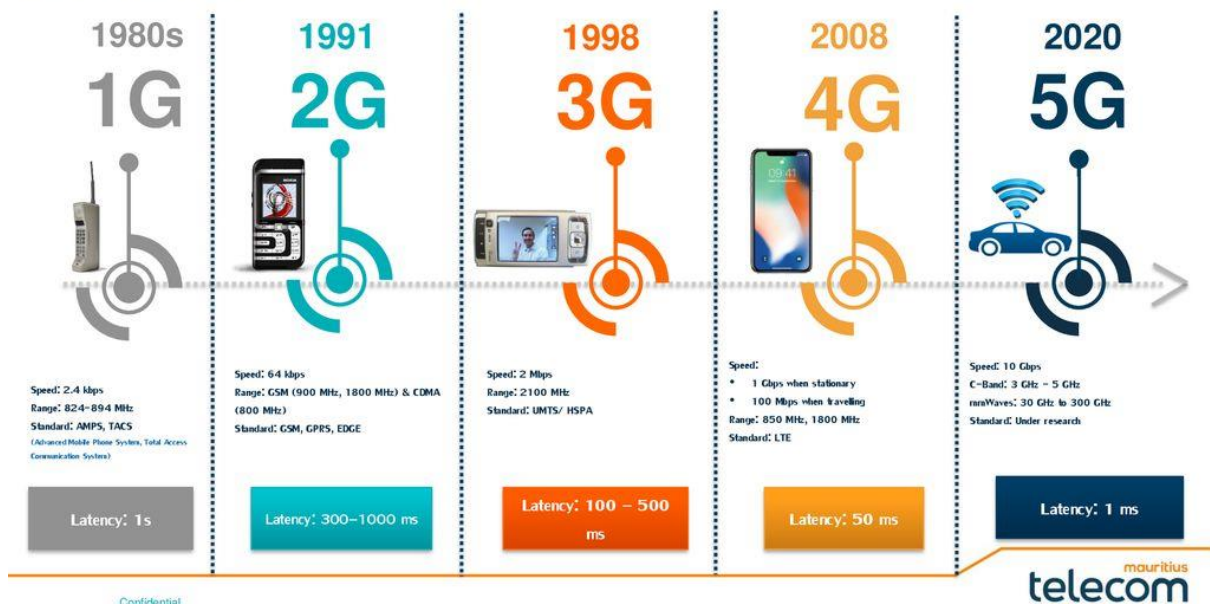 1980s
1G
Speed: 2.4 kbps
Range: 824-894 MHz
Standard: AMPS, TACS
(Advanced Mobile Phone System, Total Access
Communication System)
Latency: 1s
1991
2G
Speed: 64 kbps
Range: GSM (900 MHz, 1800 MHz) & CDMA
(800 MHz)
Standard: GSM, GPRS, EDGE
Latency: 300-1000 ms
1998
3G
Speed: 2 Mbps
Range: 2100 MHz
Standard: UMTS/ HSPA
Latency: 100 - 500
ms
2008
4G
09:41
Speed:
• 1 Gbps when stationary
• 100 Mbps when travelling
Range: 850 MHz, 1800 MHz
Standard: LTE
Latency: 50 ms
2020
5G
Speed: 10 Gbps
C-Band: 3 GHz - 5 GHz
mmWaves: 30 GHz to 300 GHz
Standard: Under research
Latency: 1 ms
mauritius
telecom
Confidential